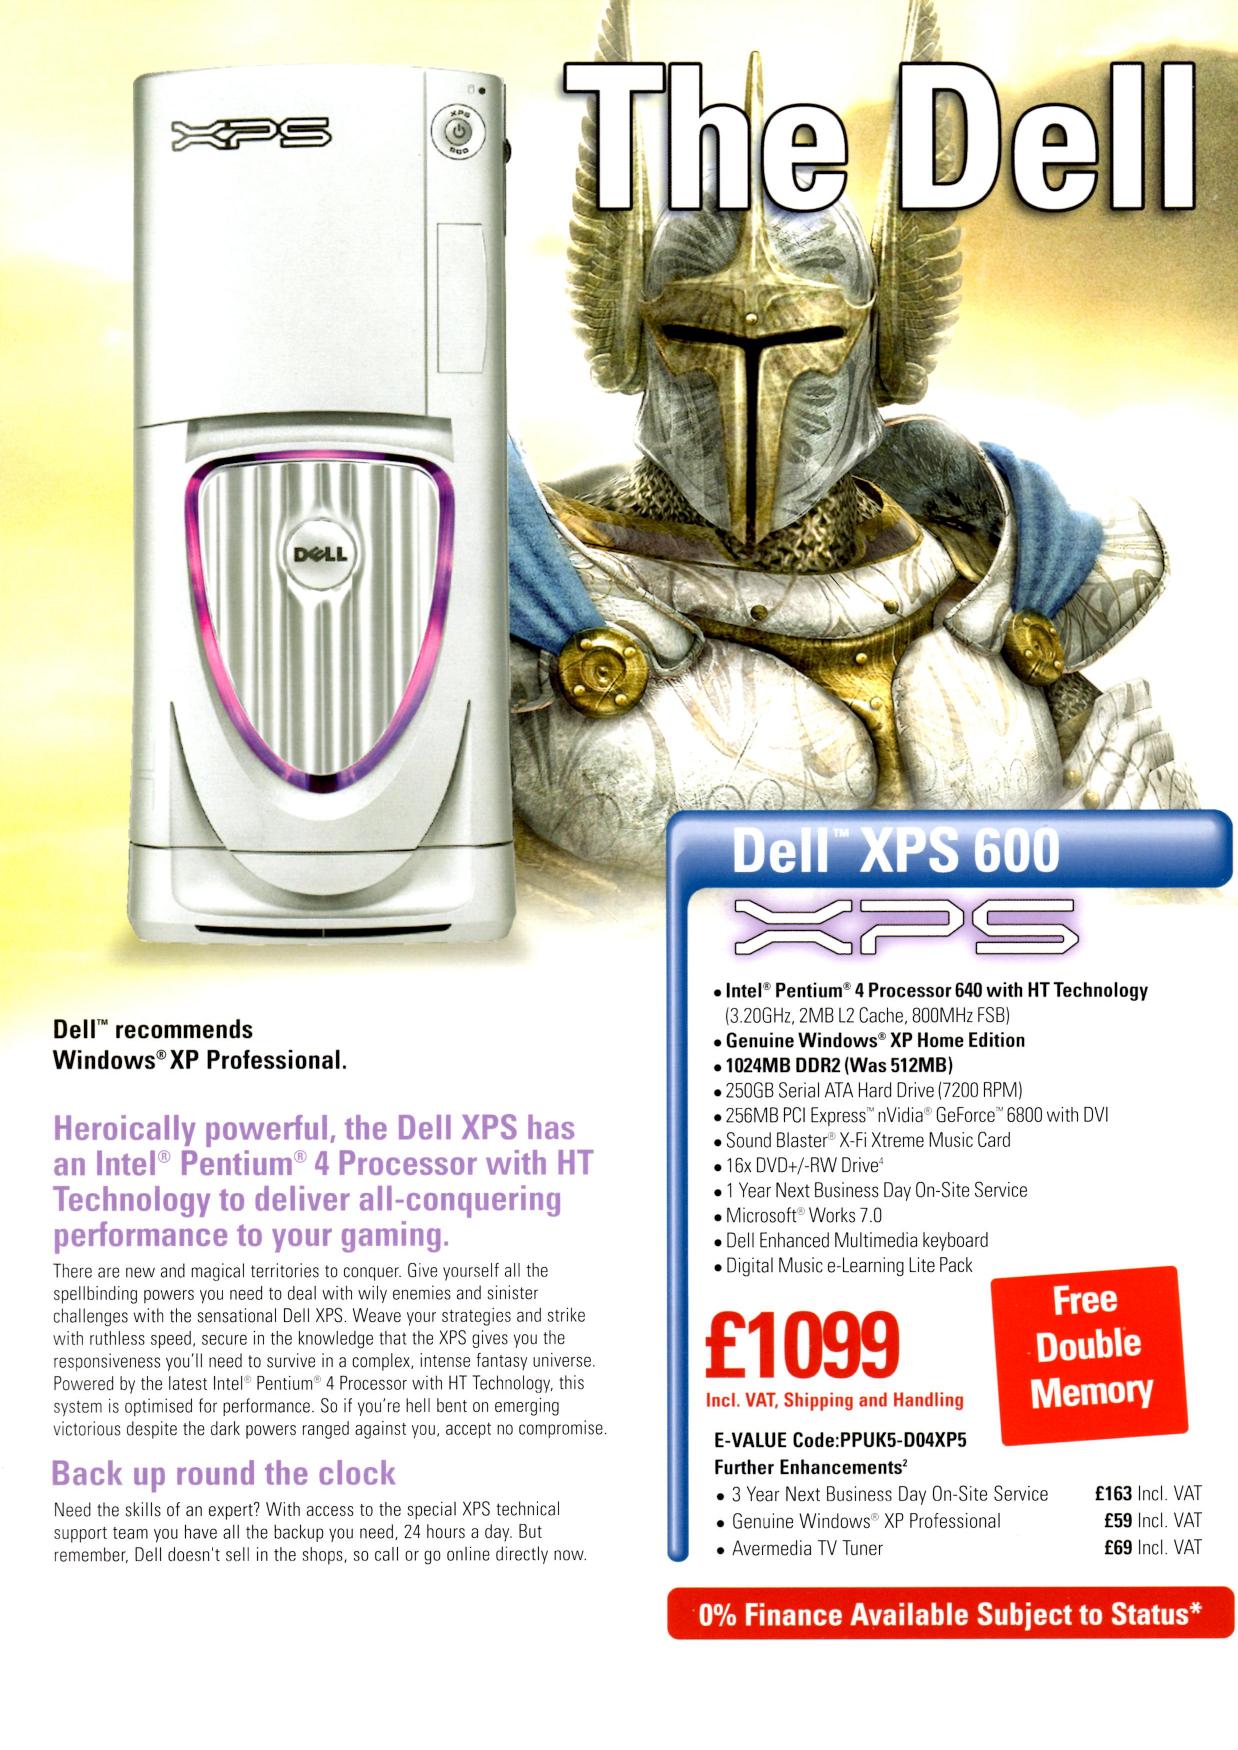 The Dell
XPS
XPS
DELL
Dell™ XPS 600
XPS
• Intel® Pentium® 4 Processor 640 with HT Technology
(3.20GHz, 2MB L2 Cache, 800MHz FSB)
• Genuine Windows® XP Home Edition
• 1024MB DDR2 (Was 512MB)
• 250GB Serial ATA Hard Drive (7200 RPM)
• 256MB PCI Express™ nVidia® GeForce™ 6800 with DVI
• Sound Blaster® X-Fi Xtreme Music Card
• 16x DVD+/-RW Drive⁴
• 1 Year Next Business Day On-Site Service
• Microsoft® Works 7.0
• Dell Enhanced Multimedia keyboard
• Digital Music e-Learning Lite Pack
£1099
Incl. VAT, Shipping and Handling
Free
Double
Memory
E-VALUE Code:PPUK5-D04XP5
Further Enhancements²
• 3 Year Next Business Day On-Site Service £163 Incl. VAT
• Genuine Windows® XP Professional £59 Incl. VAT
• Avermedia TV Tuner £69 Incl. VAT
0% Finance Available Subject to Status*
Dell™ recommends
Windows® XP Professional.
Heroically powerful, the Dell XPS has
an Intel® Pentium® 4 Processor with HT
Technology to deliver all-conquering
performance to your gaming.
There are new and magical territories to conquer. Give yourself all the
spellbinding powers you need to deal with wily enemies and sinister
challenges with the sensational Dell XPS. Weave your strategies and strike
with ruthless speed, secure in the knowledge that the XPS gives you the
responsiveness you'll need to survive in a complex, intense fantasy universe.
Powered by the latest Intel® Pentium® 4 Processor with HT Technology, this
system is optimised for performance. So if you're hell bent on emerging
victorious despite the dark powers ranged against you, accept no compromise.
Back up round the clock
Need the skills of an expert? With access to the special XPS technical
support team you have all the backup you need, 24 hours a day. But
remember, Dell doesn't sell in the shops, so call or go online directly now.